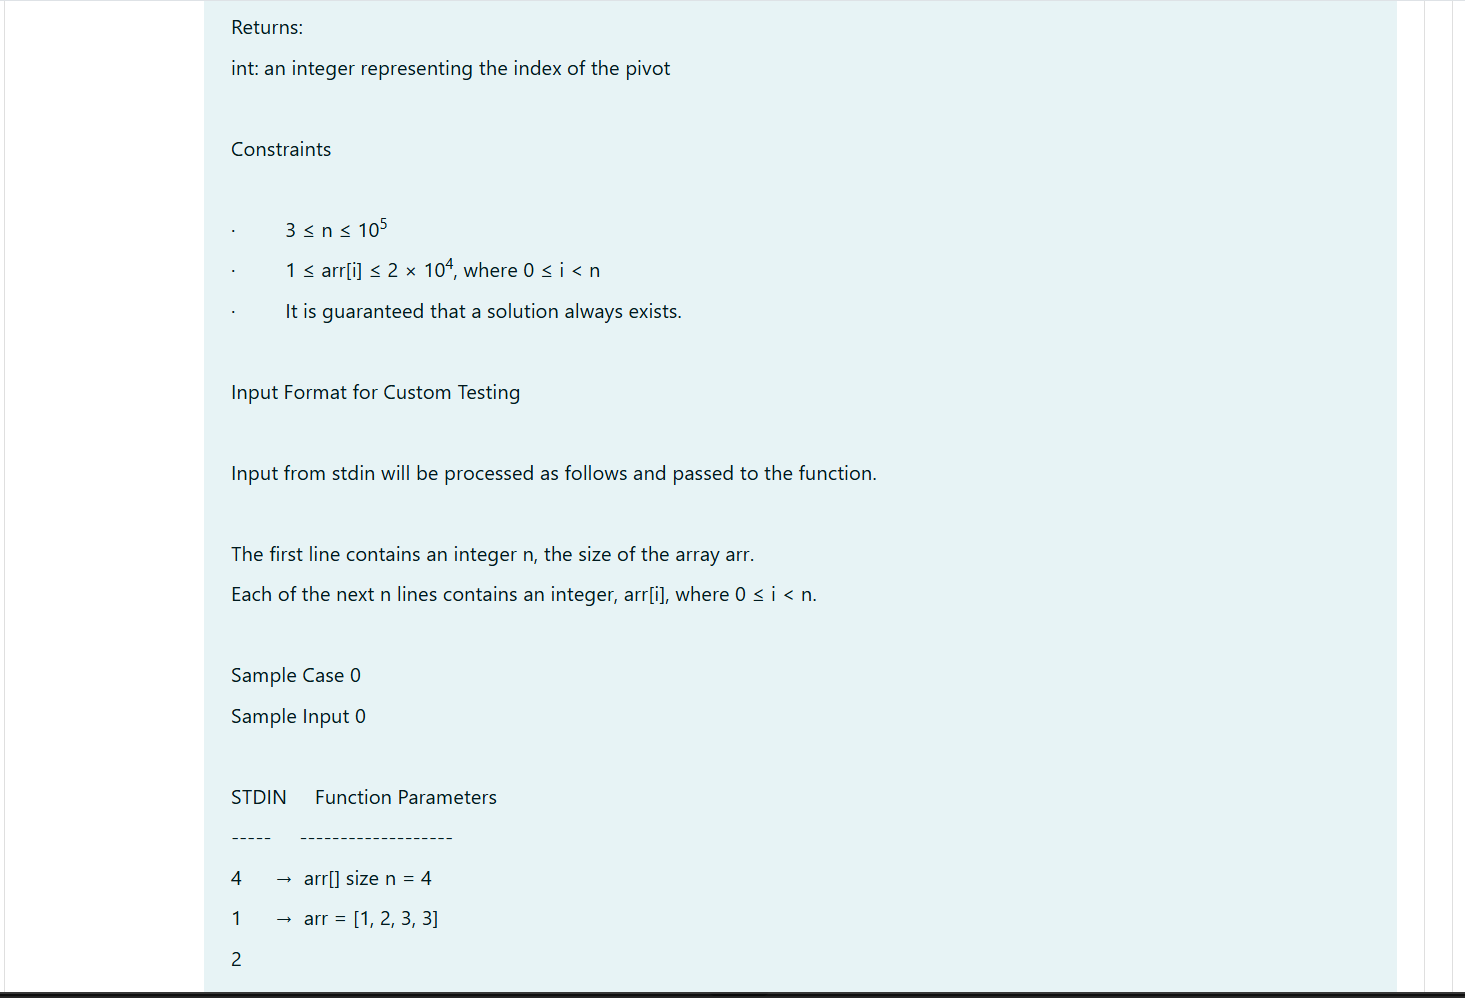 Returns:
int: an integer representing the index of the pivot
Constraints
· 3 ≤ n ≤ 10⁵
· 1 ≤ arr[i] ≤ 2 × 10⁴, where 0 ≤ i < n
· It is guaranteed that a solution always exists.
Input Format for Custom Testing
Input from stdin will be processed as follows and passed to the function.
The first line contains an integer n, the size of the array arr.
Each of the next n lines contains an integer, arr[i], where 0 ≤ i < n.
Sample Case 0
Sample Input 0
STDIN Function Parameters
----- -------------------
4 → arr[] size n = 4
1 → arr = [1, 2, 3, 3]
2